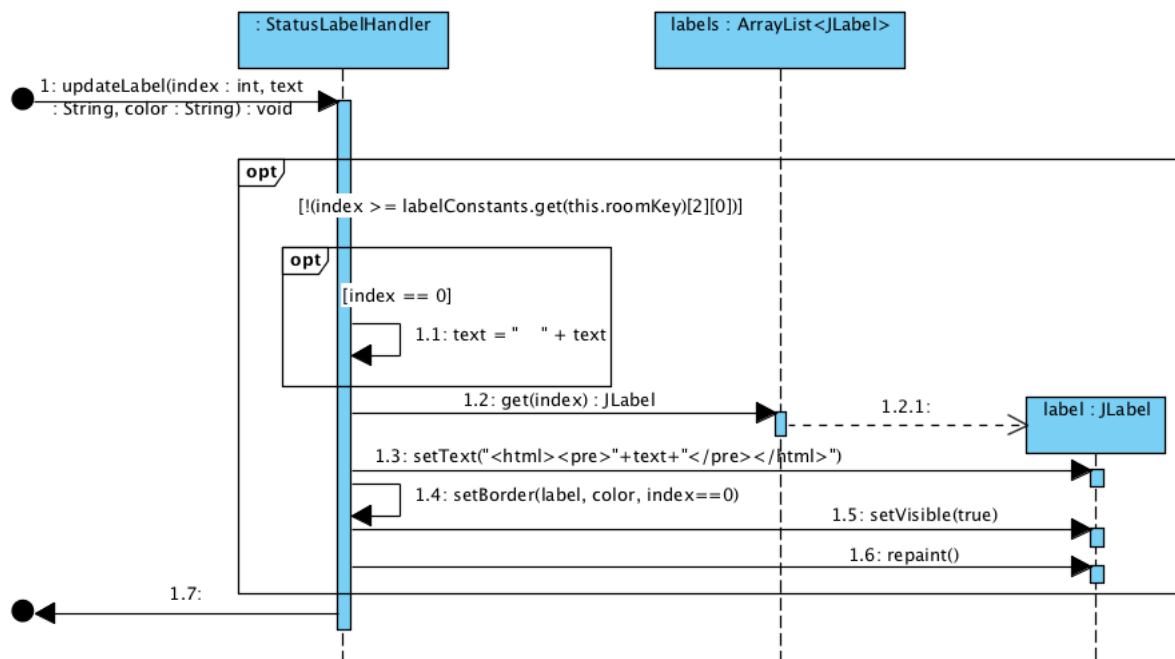 : StatusLabelHandler
labels : ArrayList<JLabel>
1: updateLabel(index : int, text
: String, color : String) : void
opt
[!(index >= labelConstants.get(this.roomKey)[2][0])]
opt
[index == 0]
1.1: text = "    " + text
1.2: get(index) : JLabel
1.2.1:
label : JLabel
1.3: setText("<html><pre>"+text+"</pre></html>")
1.4: setBorder(label, color, index==0)
1.5: setVisible(true)
1.6: repaint()
1.7: